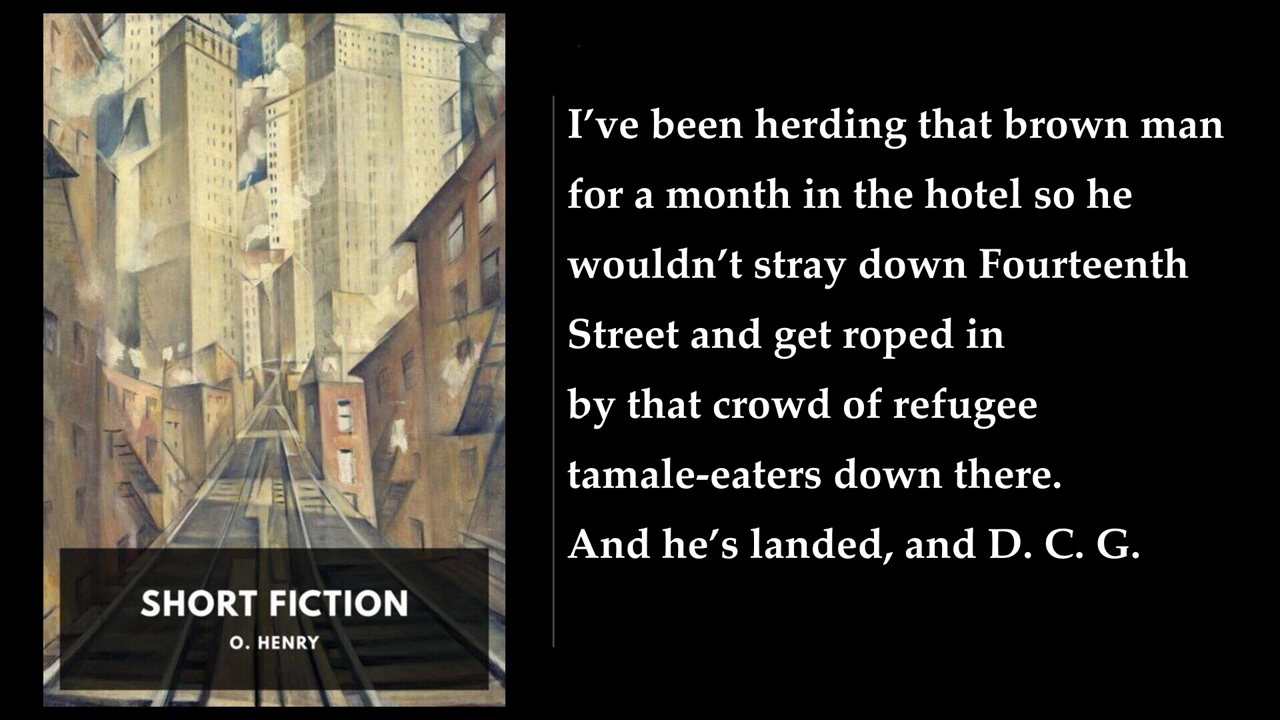 SHORT FICTION
O. HENRY
I’ve been herding that brown man
for a month in the hotel so he
wouldn’t stray down Fourteenth
Street and get roped in
by that crowd of refugee
tamale-eaters down there.
And he’s landed, and D. C. G.